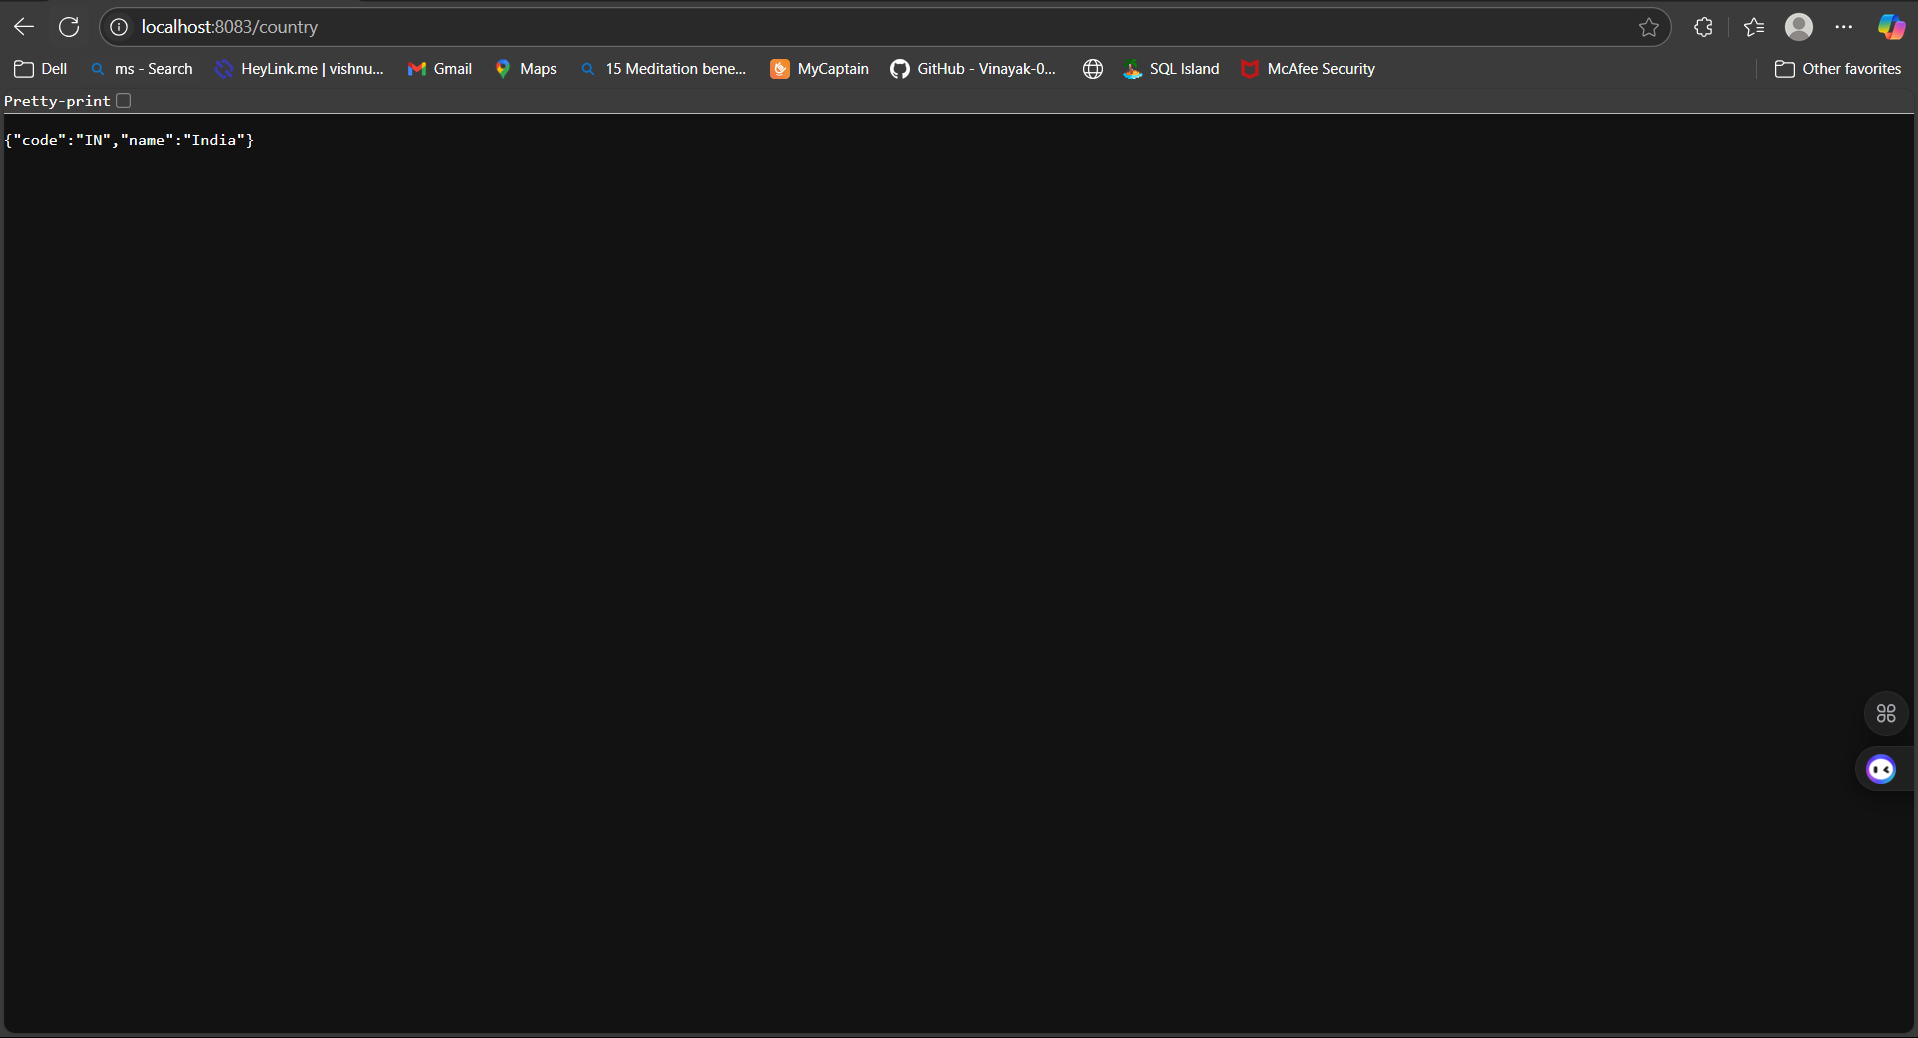 localhost:8083/country
Dell ms - Search HeyLink.me | vishnu... Gmail Maps 15 Meditation bene... MyCaptain GitHub - Vinayak-0... SQL Island McAfee Security Other favorites
Pretty-print
{"code":"IN","name":"India"}